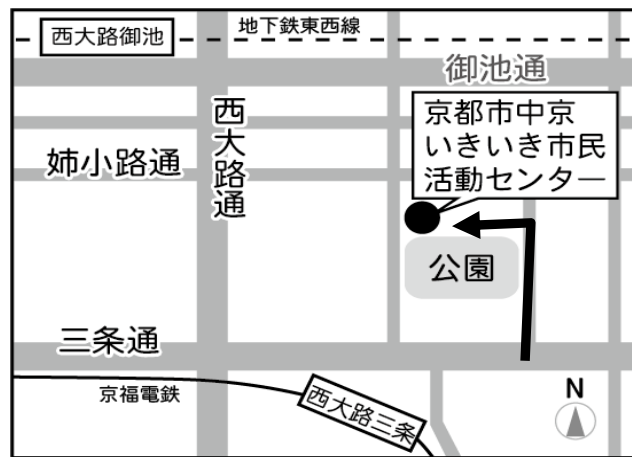 西大路御池
地下鉄東西線
御池通
西大路通
京都市中京
いきいき市民
活動センター
姉小路通
公園
三条通
京福電鉄
西大路三条
N